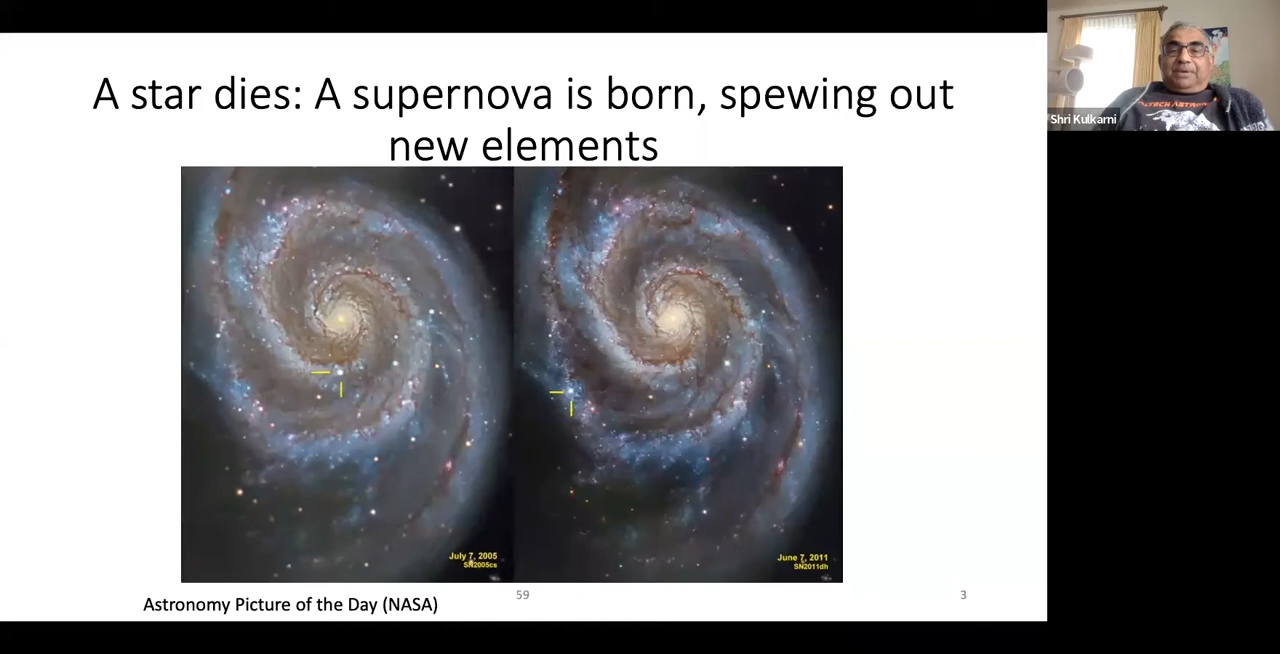 A star dies: A supernova is born, spewing out
new elements
Shri Kulkarni
July 7, 2005
SN2005cs
June 7, 2011
SN2011dh
Astronomy Picture of the Day (NASA)
59
3